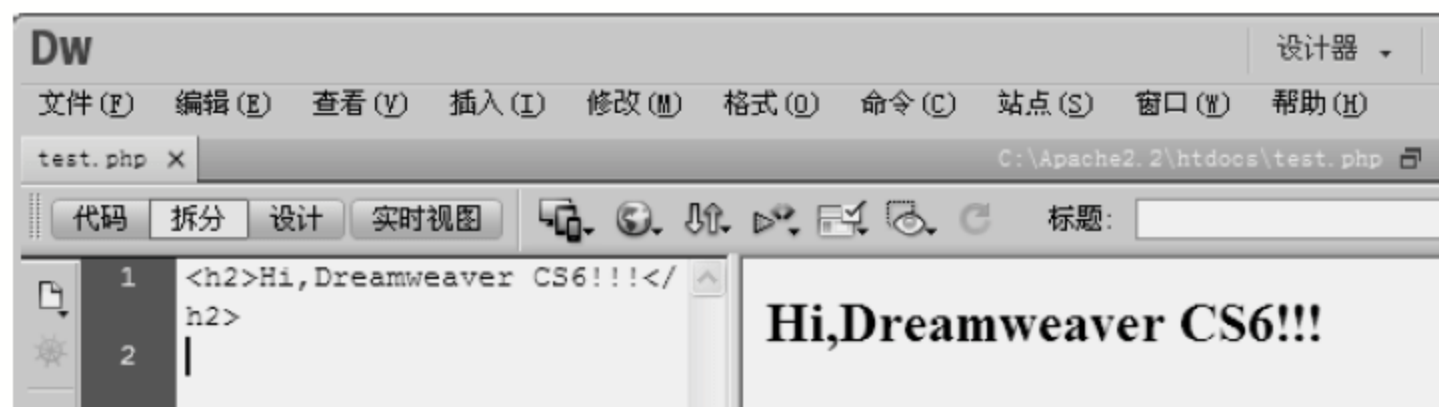 Dw 设计器
文件(F) 编辑(E) 查看(V) 插入(I) 修改(M) 格式(O) 命令(C) 站点(S) 窗口(W) 帮助(H)
test.php × C:\Apache2.2\htdocs\test.php
代码 拆分 设计 实时视图 标题:
1 <h2>Hi,Dreamweaver CS6!!!</
h2>
2
Hi,Dreamweaver CS6!!!